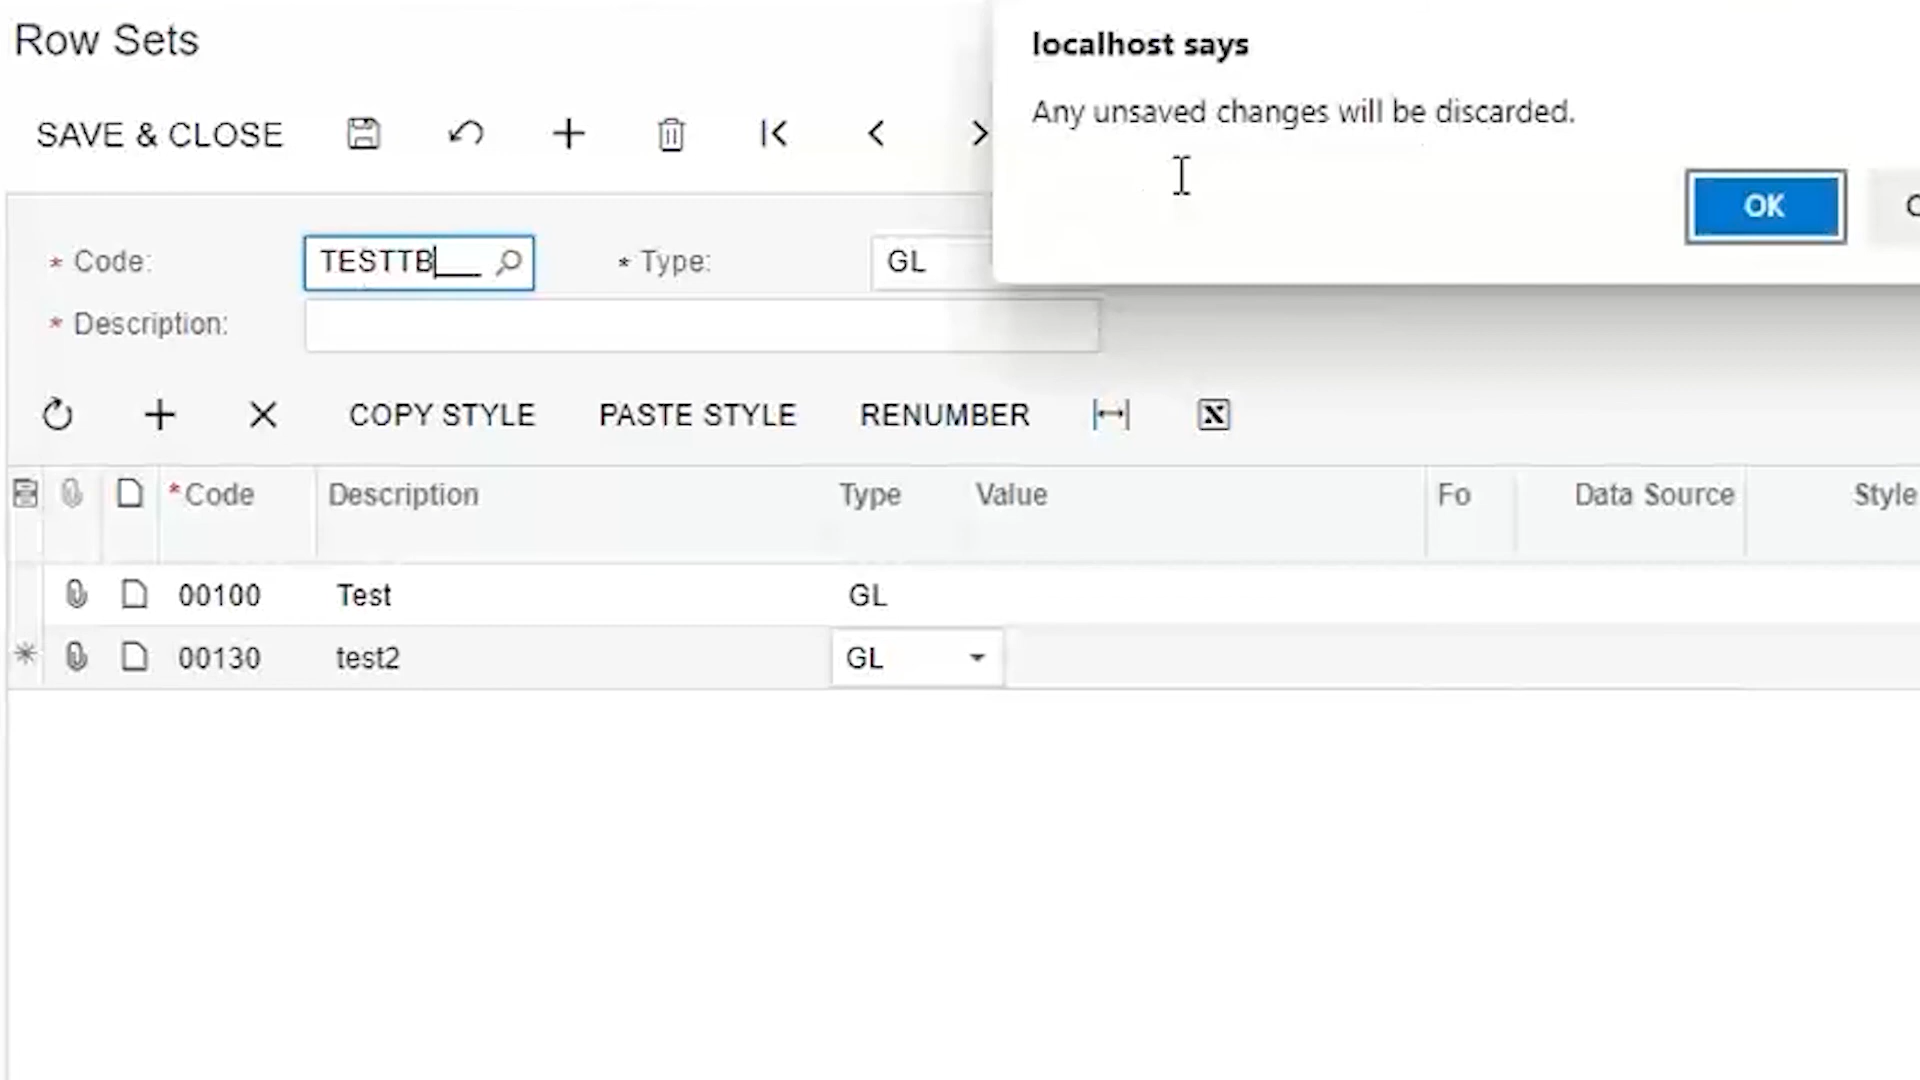 Row Sets
localhost says
Any unsaved changes will be discarded.
SAVE & CLOSE
OK
* Code: TESTTB___ * Type: GL
* Description:
COPY STYLE PASTE STYLE RENUMBER
*Code Description Type Value Fo Data Source Style
00100 Test GL
00130 test2 GL